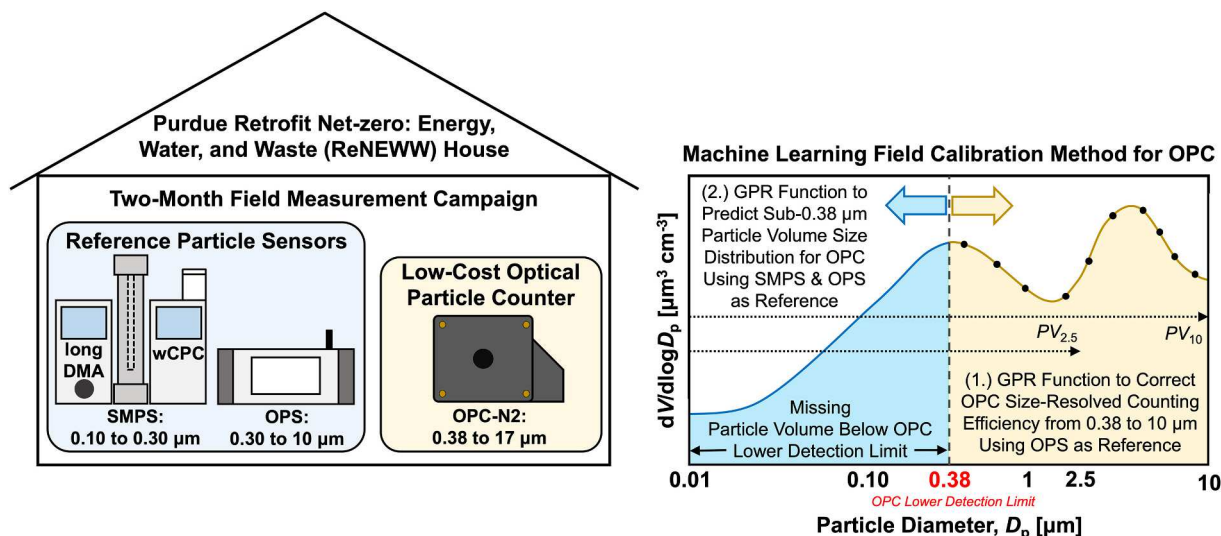 Purdue Retrofit Net-zero: Energy,
Water, and Waste (ReNEWW) House
Two-Month Field Measurement Campaign
Reference Particle Sensors
long
DMA
wCPC
SMPS:
0.10 to 0.30 µm
OPS:
0.30 to 10 µm
Low-Cost Optical
Particle Counter
OPC-N2:
0.38 to 17 µm
Machine Learning Field Calibration Method for OPC
dV/dlogDp [µm³ cm⁻³]
(2.) GPR Function to
Predict Sub-0.38 µm
Particle Volume Size
Distribution for OPC
Using SMPS & OPS
as Reference
PV2.5
PV10
Missing
Particle Volume Below OPC
Lower Detection Limit
(1.) GPR Function to Correct
OPC Size-Resolved Counting
Efficiency from 0.38 to 10 µm
Using OPS as Reference
0.01 0.10 0.38 1 2.5 10
OPC Lower Detection Limit
Particle Diameter, Dp [µm]